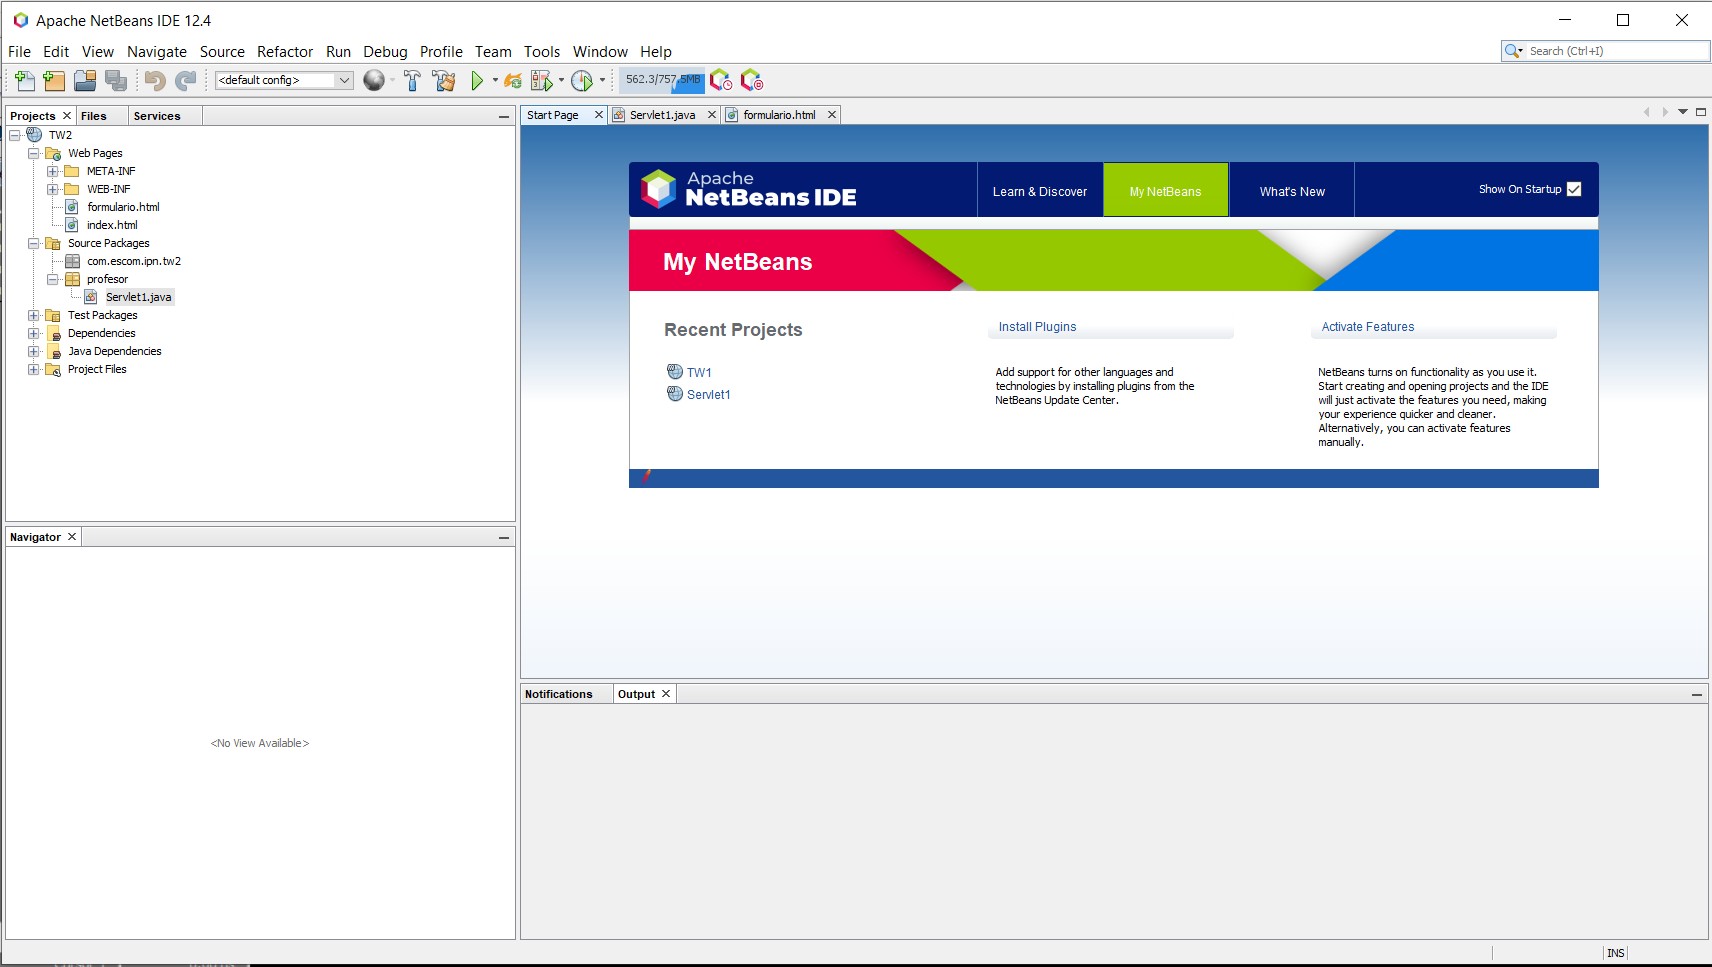 Apache NetBeans IDE 12.4
File Edit View Navigate Source Refactor Run Debug Profile Team Tools Window Help
Search (Ctrl+I)
<default config>
562.3/757.5MB
Projects Files Services
TW2
Web Pages
META-INF
WEB-INF
formulario.html
index.html
Source Packages
com.escom.ipn.tw2
profesor
Servlet1.java
Test Packages
Dependencies
Java Dependencies
Project Files
Navigator
<No View Available>
Start Page Servlet1.java formulario.html
Apache
NetBeans IDE
Learn & Discover My NetBeans What's New Show On Startup
My NetBeans
Recent Projects
TW1
Servlet1
Install Plugins
Add support for other languages and
technologies by installing plugins from the
NetBeans Update Center.
Activate Features
NetBeans turns on functionality as you use it.
Start creating and opening projects and the IDE
will just activate the features you need, making
your experience quicker and cleaner.
Alternatively, you can activate features
manually.
Notifications Output
INS